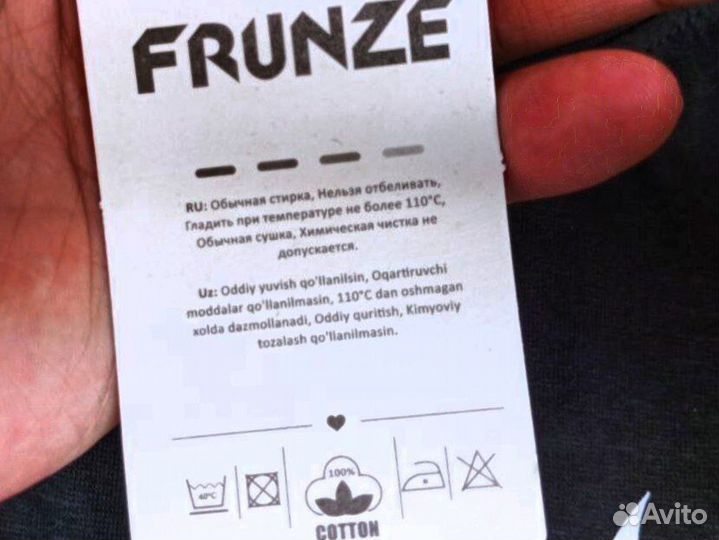 FRUNZE
RU: Обычная стирка, Нельзя отбеливать,
Гладить при температуре не более 110°C,
Обычная сушка, Химическая чистка не
допускается.
Uz: Oddiy yuvish qo'llanilsin, Oqartiruvchi
moddalar qo'llanilmasin, 110°C dan oshmagan
xolda dazmollanadi, Oddiy quritish, Kimyoviy
tozalash qo'llanilmasin.
40°C
100%
COTTON
Avito